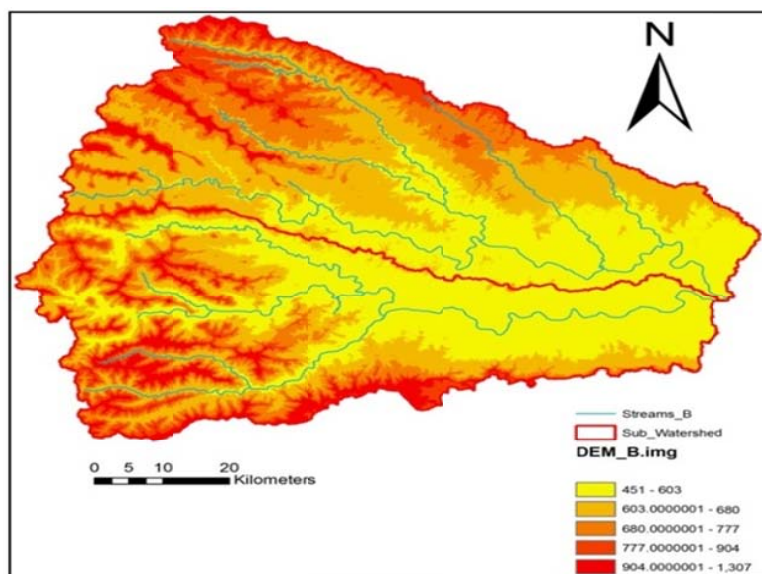 N
Streams_B
Sub_Watershed
DEM_B.img
0 5 10 20
Kilometers
451 - 603
603.0000001 - 680
680.0000001 - 777
777.0000001 - 904
904.0000001 - 1,307